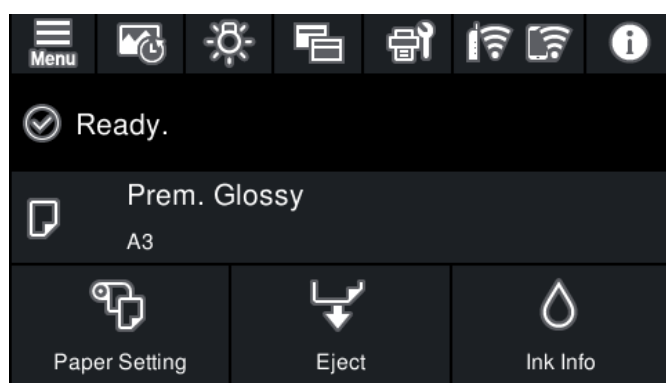 Menu
Ready.
Prem. Glossy
A3
Paper Setting
Eject
Ink Info